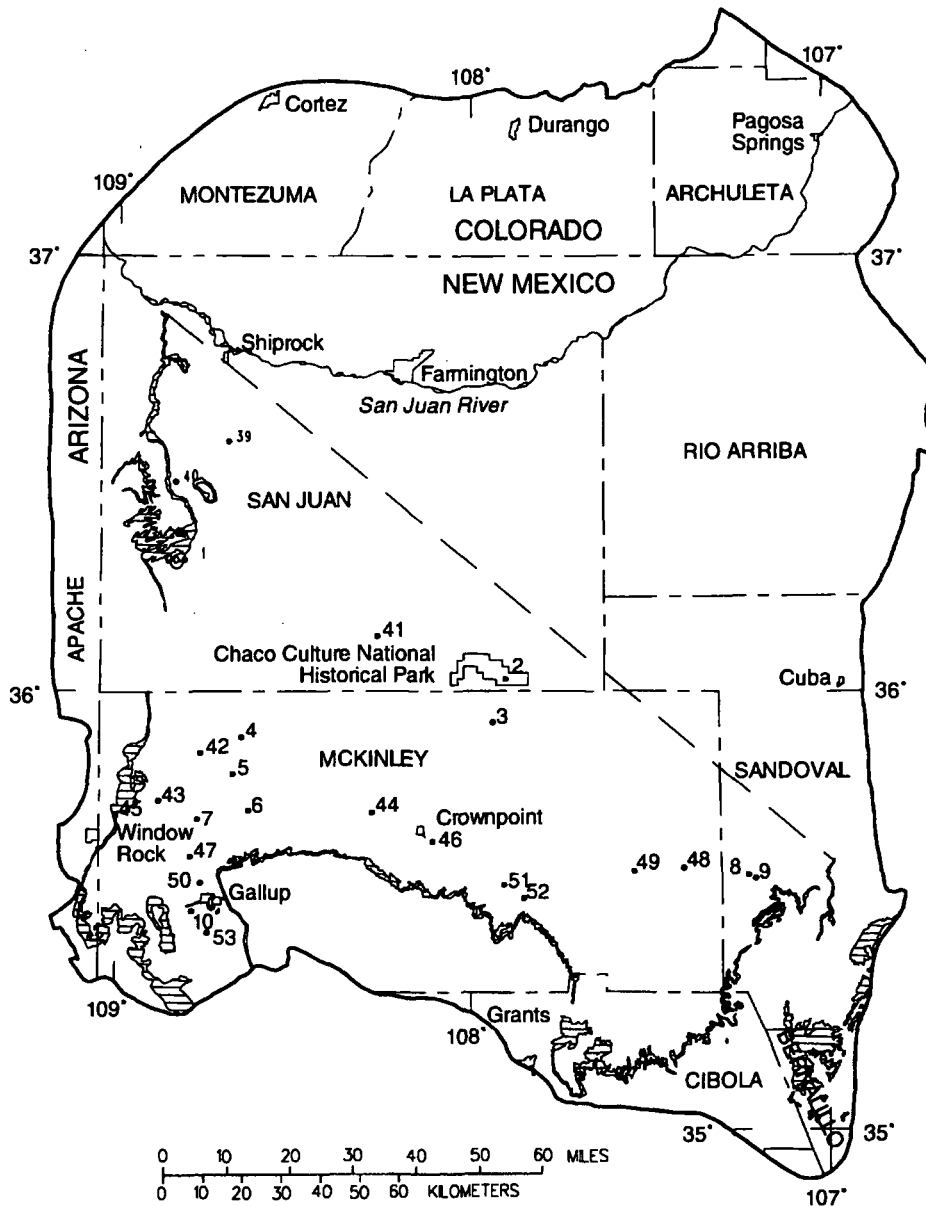 107°
108°
Cortez
Durango
Pagosa
Springs
109°
MONTEZUMA
LA PLATA
ARCHULETA
COLORADO
37°
37°
NEW MEXICO
Shiprock
Farmington
San Juan River
ARIZONA
39
RIO ARRIBA
40
SAN JUAN
1
APACHE
41
Chaco Culture National
Historical Park
2
Cuba
36°
36°
3
4
42
MCKINLEY
5
SANDOVAL
43
6
44
45
7
Crownpoint
46
Window
Rock
47
49
48
8
9
50
51
52
Gallup
10
53
109°
108°
Grants
CIBOLA
35°
35°
107°
0 10 20 30 40 50 60 MILES
0 10 20 30 40 50 60 KILOMETERS